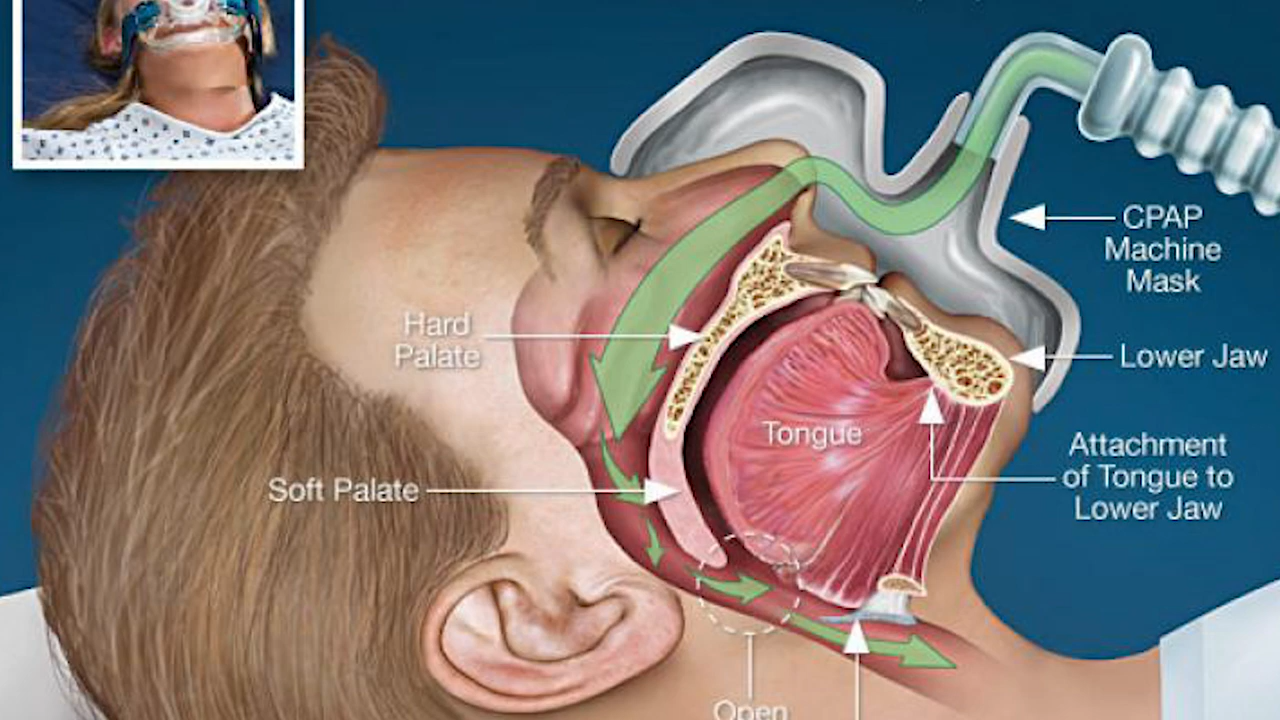 CPAP
Machine
Mask
Hard
Palate
Lower Jaw
Tongue
Attachment
of Tongue to
Lower Jaw
Soft Palate
Open